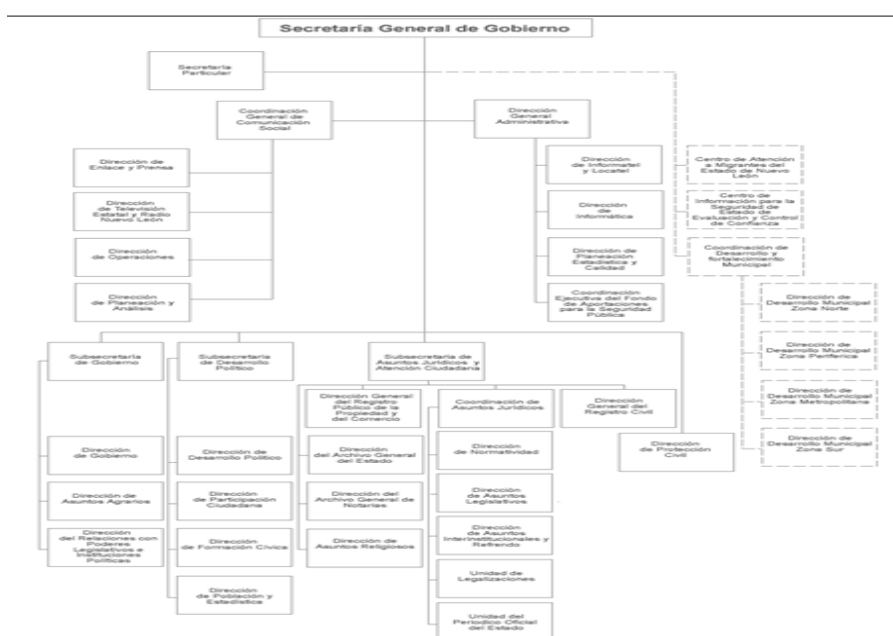 Secretaría General de Gobierno
Secretaría
Particular
Coordinación
General de
Comunicación
Social
Dirección
General
Administrativa
Dirección de
Enlace y Prensa
Dirección
de Televisión
Estatal y Radio
Nuevo León
Dirección
de Operaciones
Dirección
de Planeación y
Análisis
Dirección
de Informatel
y Locatel
Dirección
de
Informática
Dirección de
Planeación
Estadística y
Calidad
Coordinación
Ejecutiva del Fondo
de Aportaciones
para la Seguridad
Pública
Centro de Atención
a Migrantes del
Estado de Nuevo
León
Centro de
Información para la
Seguridad de
Estado de
Evaluación y Control
de Confianza
Coordinación de
Desarrollo y
fortalecimiento
Municipal
Dirección de
Desarrollo Municipal
Zona Norte
Dirección de
Desarrollo Municipal
Zona Periferica
Dirección de
Desarrollo Municipal
Zona Metropolitana
Dirección de
Desarrollo Municipal
Zona Sur
Subsecretaría
de Gobierno
Dirección
de Gobierno
Dirección de
Asuntos Agrarios
Dirección
del Relaciones con
Poderes
Legislativos e
Instituciones
Políticas
Subsecretaría
de Desarrollo
Político
Dirección de
Desarrollo Político
Dirección
de Participación
Ciudadana
Dirección
de Formación Cívica
Dirección
de Población y
Estadística
Subsecretaría de
Asuntos Jurídicos y
Atención Ciudadana
Dirección General
del Registro
Público de la
Propiedad y
del Comercio
Dirección
del Archivo General
del Estado
Dirección del
Archivo General de
Notarías
Dirección de
Asuntos Religiosos
Coordinación de
Asuntos Jurídicos
Dirección
de Normatividad
Dirección
de Asuntos
Legislativos
Dirección
de Asuntos
Interinstitucionales y
Refrendo
Unidad de
Legalizaciones
Unidad del
Periodico Oficial
del Estado
Dirección
General del
Registro Civil
Dirección
de Protección
Civil